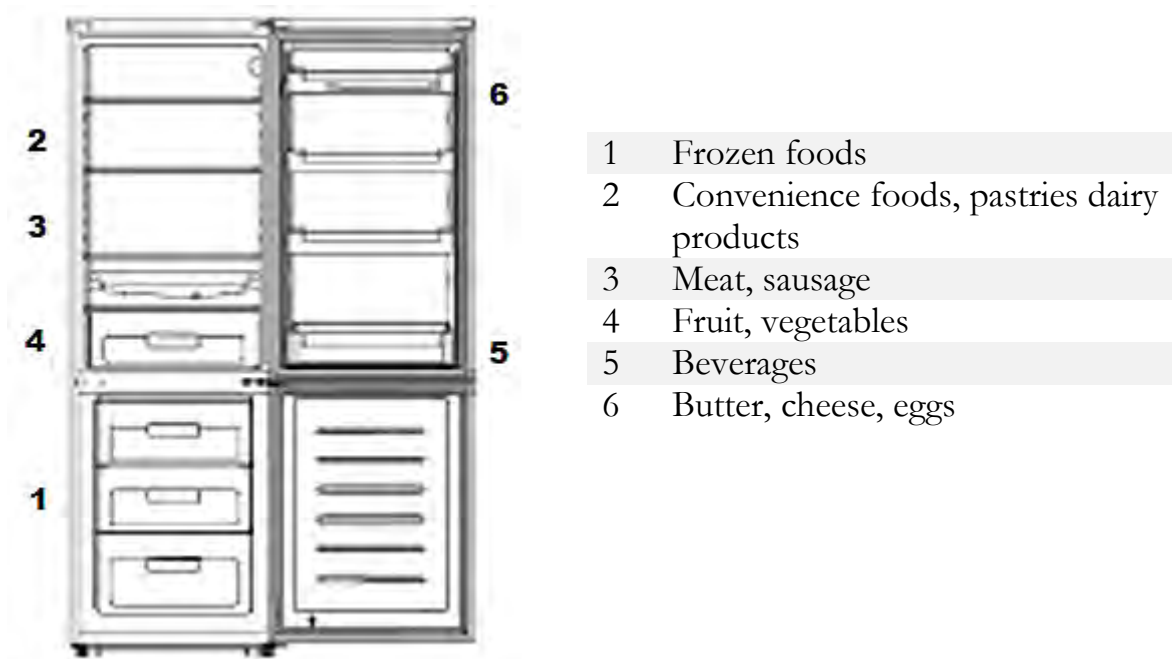 6
2
3
4
5
1
1 Frozen foods
2 Convenience foods, pastries dairy
products
3 Meat, sausage
4 Fruit, vegetables
5 Beverages
6 Butter, cheese, eggs